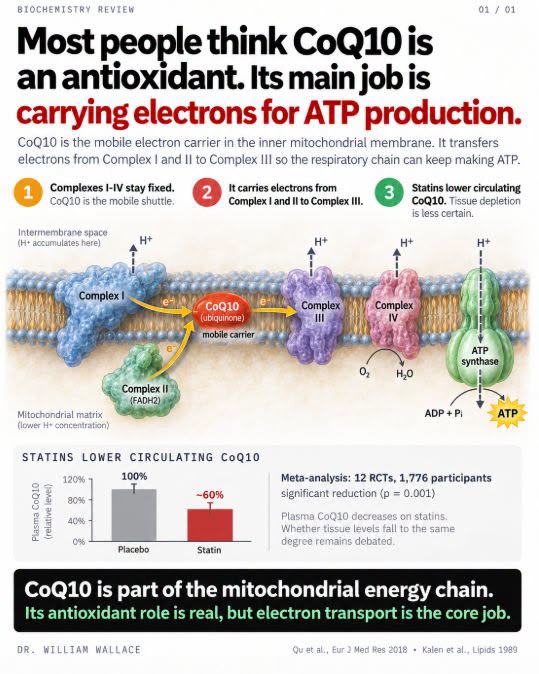 BIOCHEMISTRY REVIEW
01 / 01
Most people think CoQ10 is
an antioxidant. Its main job is
carrying electrons for ATP production.
CoQ10 is the mobile electron carrier in the inner mitochondrial membrane. It transfers
electrons from Complex I and II to Complex III so the respiratory chain can keep making ATP.
1
Complexes I-IV stay fixed.
CoQ10 is the mobile shuttle.
2
It carries electrons from
Complex I and II to Complex III.
3
Statins lower circulating
CoQ10. Tissue depletion
is less certain.
Intermembrane space
(H+ accumulates here)
H+
H+
H+
H+
Complex I
e-
CoQ10
(ubiquinone)
mobile carrier
e-
Complex
III
Complex
IV
e-
Complex II
(FADH2)
O₂
H₂O
ATP
synthase
ADP + Pi
ATP
Mitochondrial matrix
(lower H+ concentration)
STATINS LOWER CIRCULATING CoQ10
Plasma CoQ10
(relative level)
120%
80%
40%
0%
100%
~60%
Placebo
Statin
Meta-analysis: 12 RCTs, 1,776 participants
significant reduction (p = 0.001)
Plasma CoQ10 decreases on statins.
Whether tissue levels fall to the same
degree remains debated.
CoQ10 is part of the mitochondrial energy chain.
Its antioxidant role is real, but electron transport is the core job.
DR. WILLIAM WALLACE
Qu et al., Eur J Med Res 2018 • Kalen et al., Lipids 1989